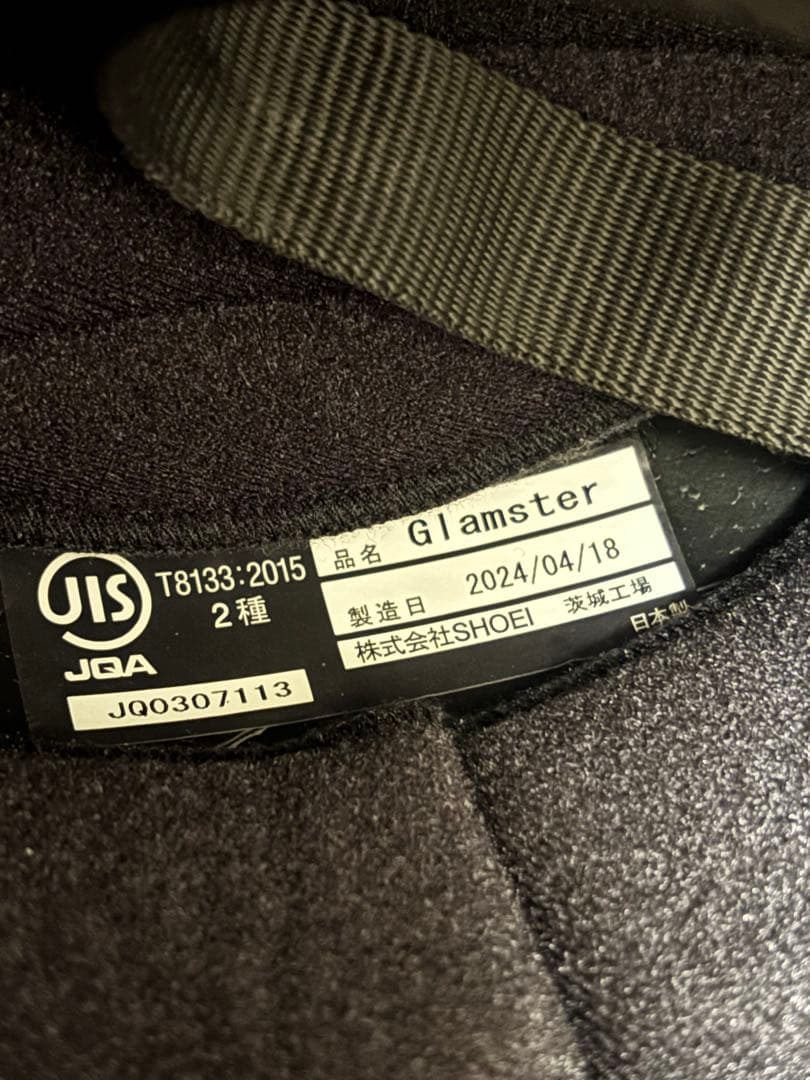 JIS
JQA
T8133:2015
2種
JQ0307113
品名 Glamster
製造日 2024/04/18
株式会社SHOEI 茨城工場
日本製